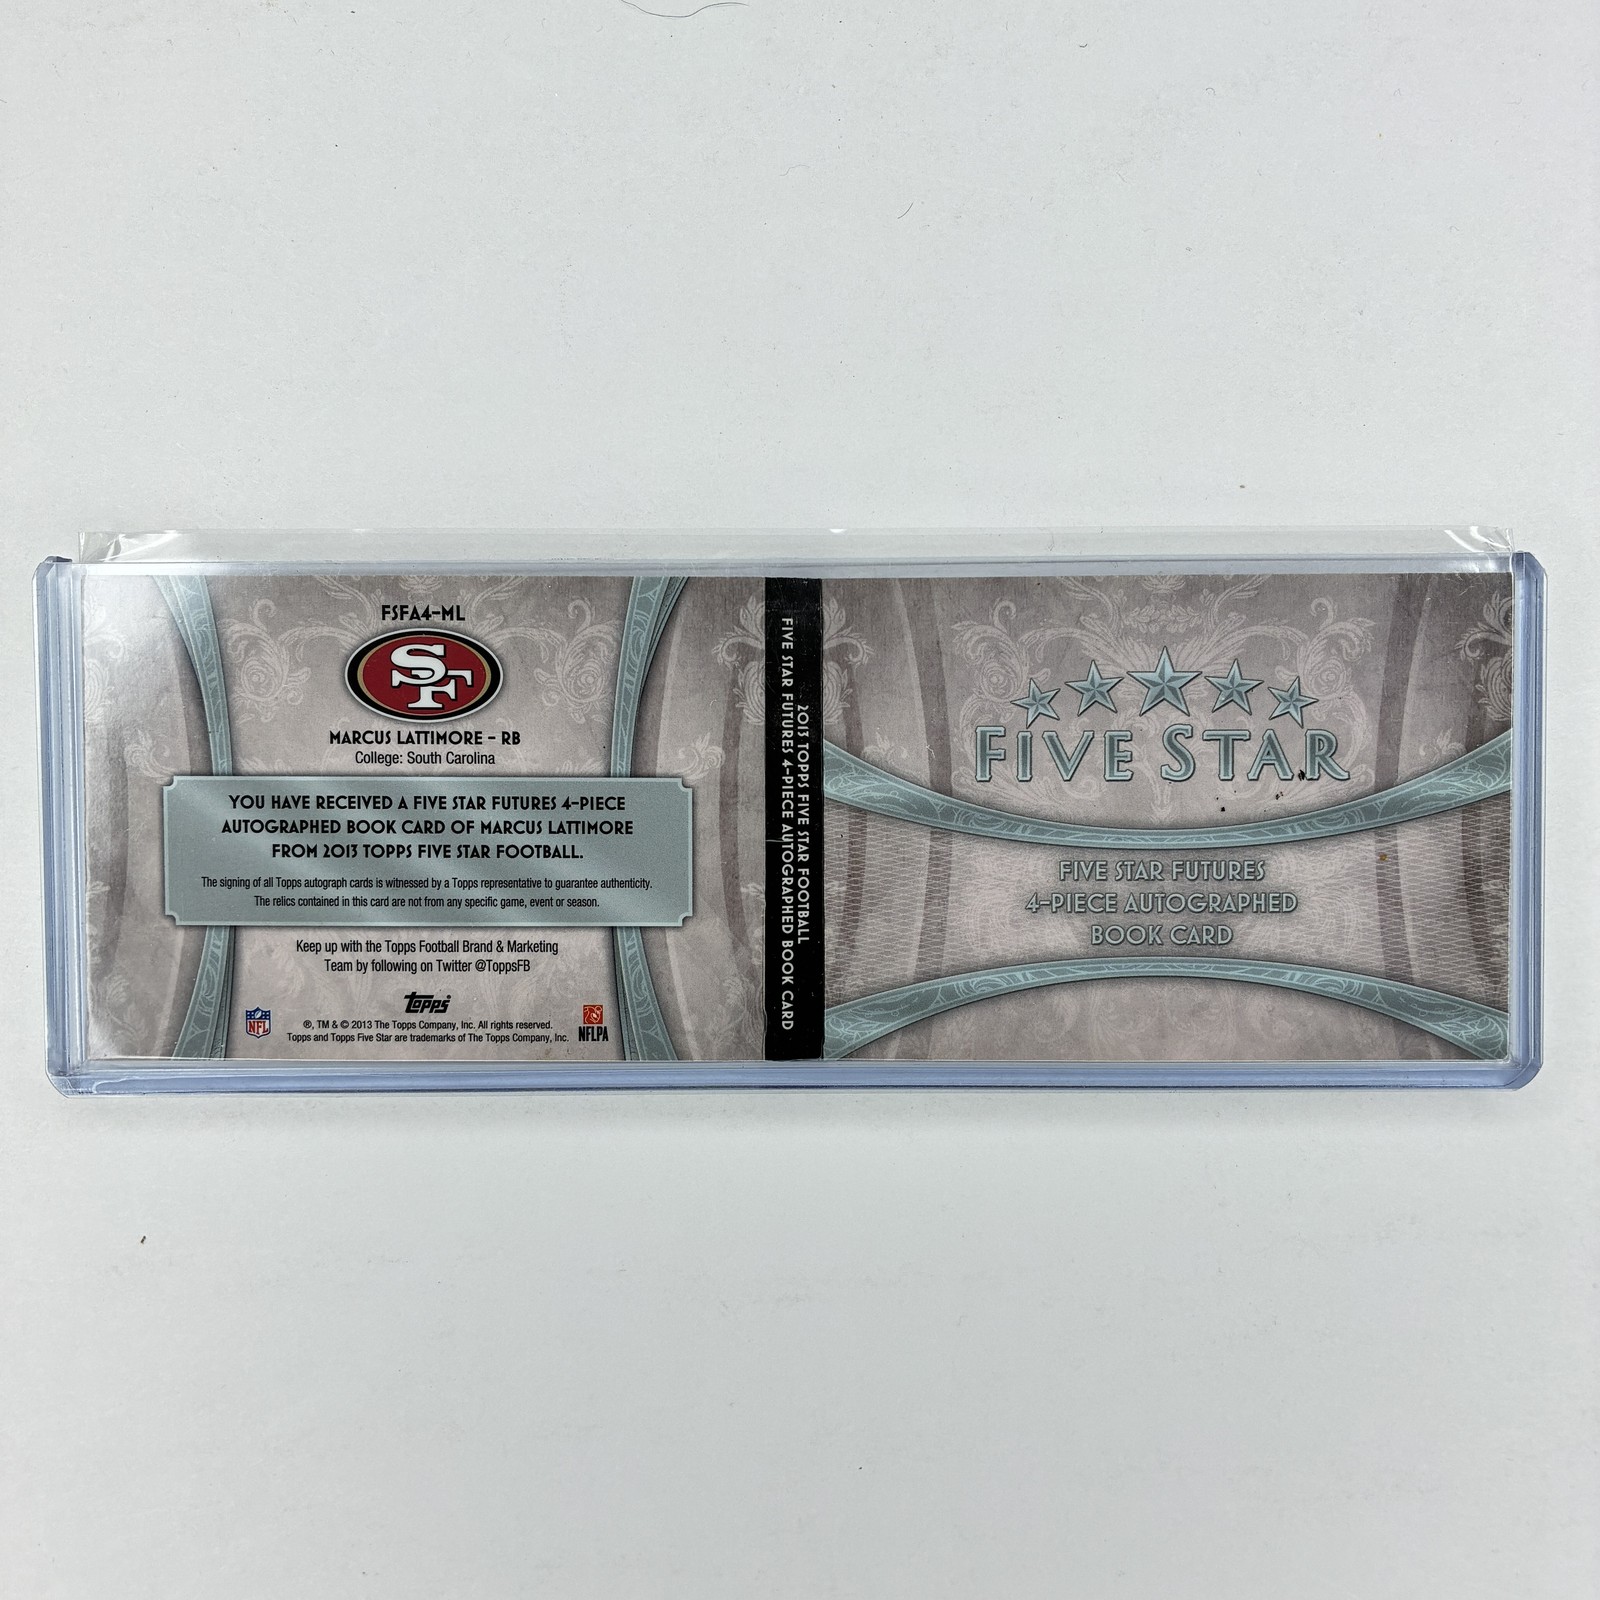 FSFA4-ML
SF
MARCUS LATTIMORE - RB
College: South Carolina
YOU HAVE RECEIVED A FIVE STAR FUTURES 4-PIECE
AUTOGRAPHED BOOK CARD OF MARCUS LATTIMORE
FROM 2013 TOPPS FIVE STAR FOOTBALL.
The signing of all Topps autograph cards is witnessed by a Topps representative to guarantee authenticity.
The relics contained in this card are not from any specific game, event or season.
Keep up with the Topps Football Brand & Marketing
Team by following on Twitter @ToppsFB
topps
NFL
®, TM & © 2013 The Topps Company, Inc. All rights reserved.
Topps and Topps Five Star are trademarks of The Topps Company, Inc.
NFLPA
2013 TOPPS FIVE STAR FOOTBALL
FIVE STAR FUTURES 4-PIECE AUTOGRAPHED BOOK CARD
FIVE STAR
FIVE STAR FUTURES
4-PIECE AUTOGRAPHED
BOOK CARD